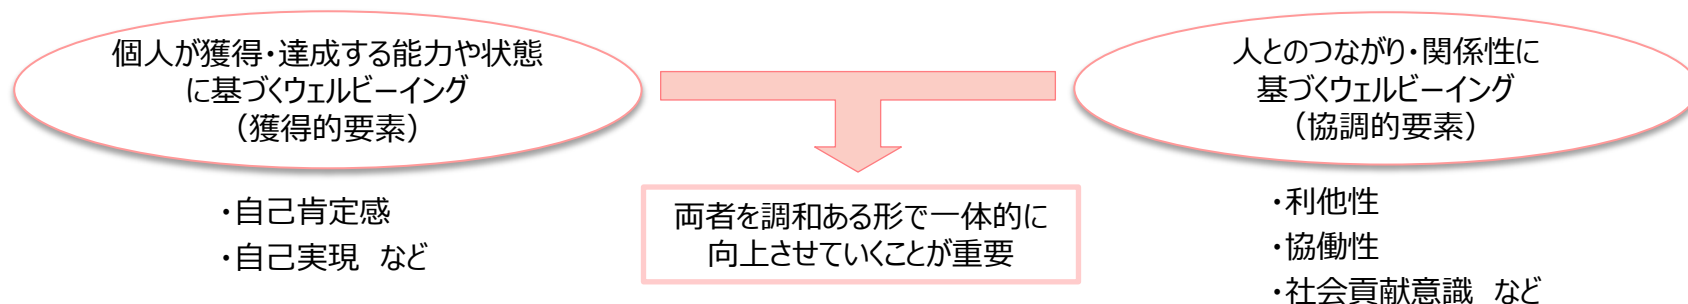 個人が獲得・達成する能力や状態
に基づくウェルビーイング
（獲得的要素）
・自己肯定感
・自己実現　など
両者を調和ある形で一体的に
向上させていくことが重要
人とのつながり・関係性に
基づくウェルビーイング
（協調的要素）
・利他性
・協働性
・社会貢献意識　など